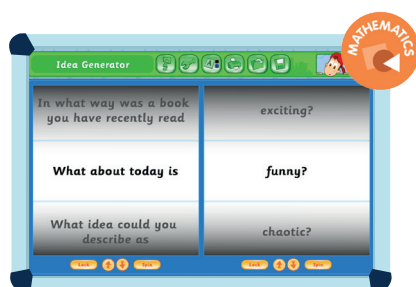 MATHEMATICS
Idea Generator
In what way was a book
you have recently read
exciting?
What about today is
funny?
What idea could you
describe as
chaotic?
Lock
Spin
Lock
Spin